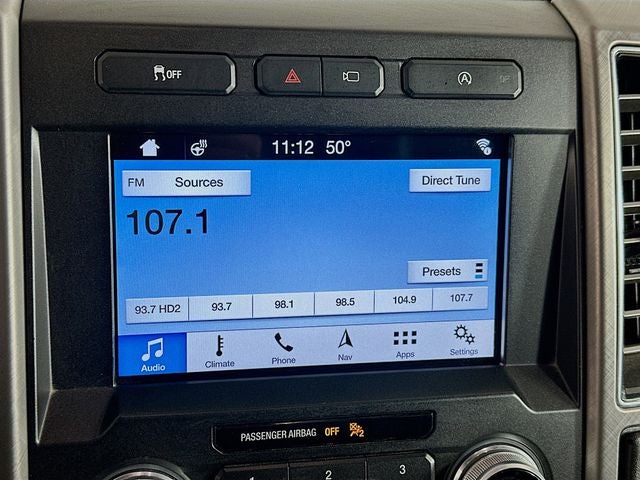 OFF
A
11:12 50°
FM Sources Direct Tune
107.1
Presets
93.7 HD2 93.7 98.1 98.5 104.9 107.7
Audio Climate Phone Nav Apps Settings
PASSENGER AIRBAG OFF 2
1 2 3